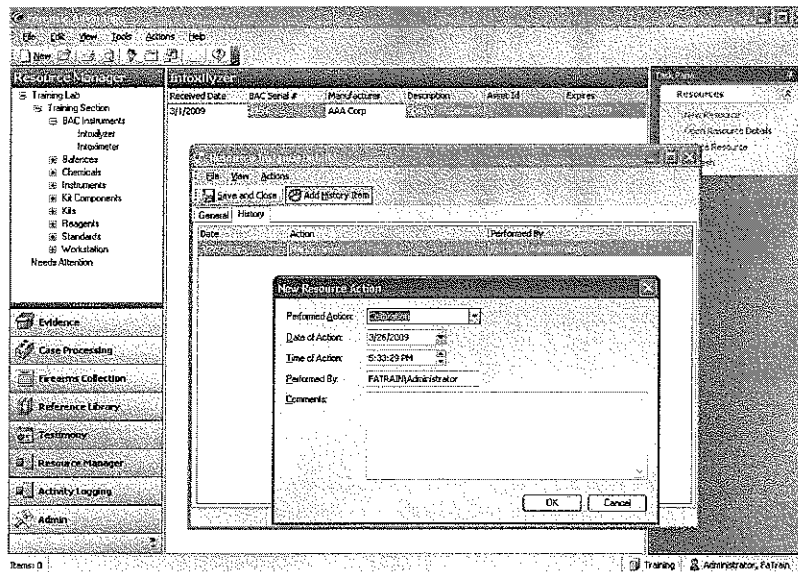 File Edit View Tools Actions Help
New
Resource Manager
Training Lab
Training Section
BAC Instruments
Intoxilyzer
Intoximeter
Balances
Chemicals
Instruments
Kit Components
Kits
Reagents
Standards
Workstation
Needs Attention
Evidence
Case Processing
Firearms Collection
Reference Library
Testimony
Resource Manager
Activity Logging
Admin
Intoxilyzer
Received Date BAC Serial # Manufacturer Description Asset Id Expires
3/1/2009 AAA Corp
Resources
New Resource
Open Resource Details
Resource
File View Actions
Save and Close Add History Item
General History
Date Action Performed By
New Resource Action
Performed Action: Calibration
Date of Action: 3/26/2009
Time of Action: 5:33:29 PM
Performed By: FATRAIN\Administrator
Comments:
OK Cancel
Items: 0 Training Administrator, FaTrain